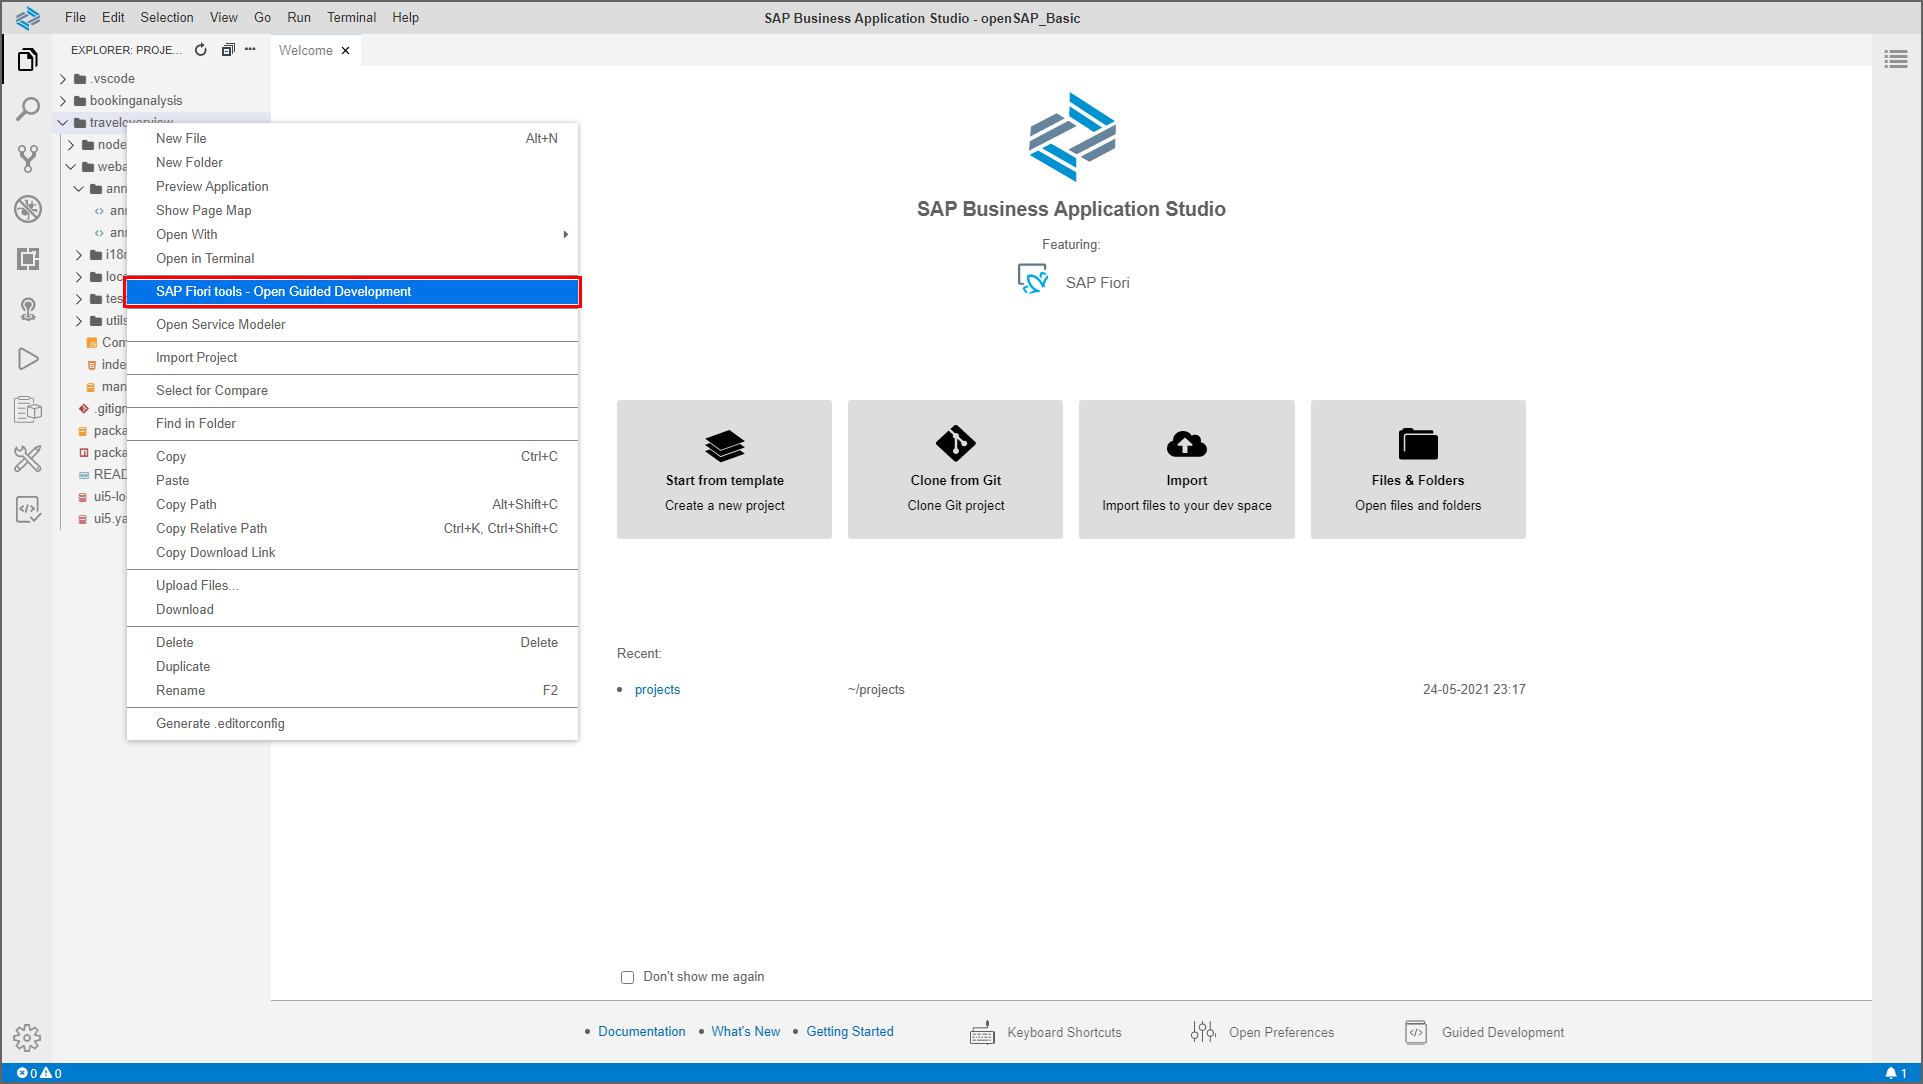 File Edit Selection View Go Run Terminal Help
SAP Business Application Studio - openSAP_Basic
EXPLORER: PROJE...
Welcome
.vscode
bookinganalysis
traveloverview
node
weba
ann
ann
ann
i18n
loca
test
utils
Com
inde
man
.gitign
packa
packa
READ
ui5-lo
ui5.ya
New File Alt+N
New Folder
Preview Application
Show Page Map
Open With
Open in Terminal
SAP Fiori tools - Open Guided Development
Open Service Modeler
Import Project
Select for Compare
Find in Folder
Copy Ctrl+C
Paste
Copy Path Alt+Shift+C
Copy Relative Path Ctrl+K, Ctrl+Shift+C
Copy Download Link
Upload Files...
Download
Delete Delete
Duplicate
Rename F2
Generate .editorconfig
SAP Business Application Studio
Featuring:
SAP Fiori
Start from template
Create a new project
Clone from Git
Clone Git project
Import
Import files to your dev space
Files & Folders
Open files and folders
Recent:
projects ~/projects 24-05-2021 23:17
Don't show me again
Documentation What's New Getting Started
Keyboard Shortcuts Open Preferences Guided Development
0 0
1